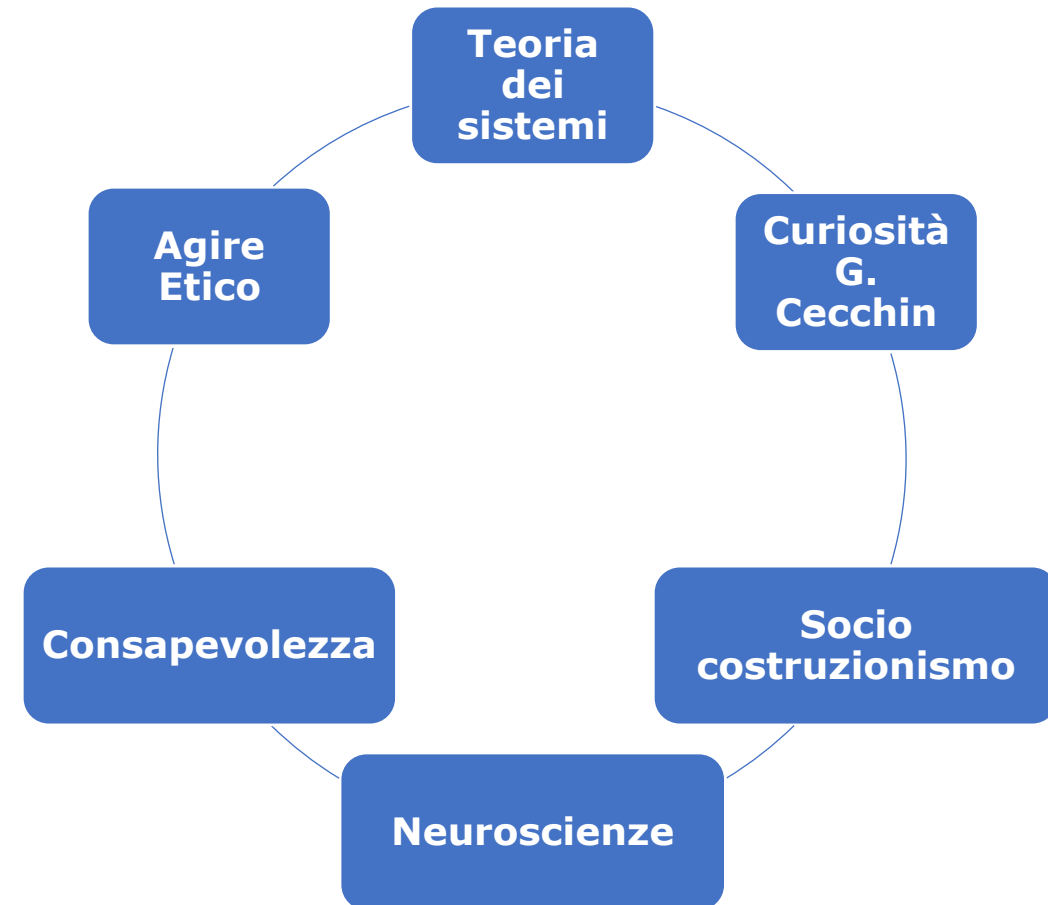 Teoria
dei
sistemi
Curiosità
G.
Cecchin
Socio
costruzionismo
Neuroscienze
Consapevolezza
Agire
Etico